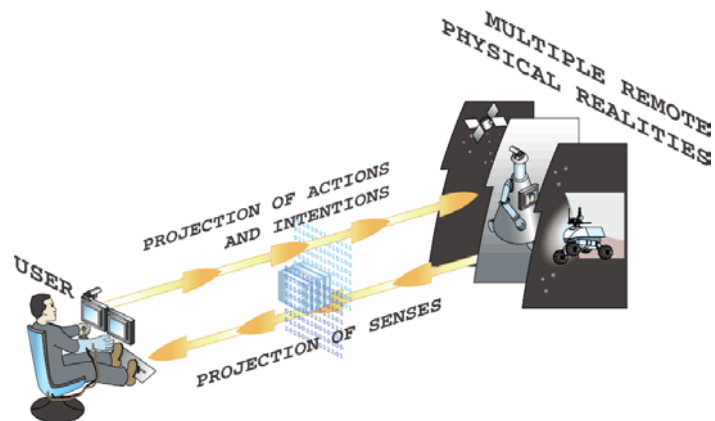 MULTIPLE REMOTE
PHYSICAL REALITIES
PROJECTION OF ACTIONS
AND INTENTIONS
USER
PROJECTION OF SENSES